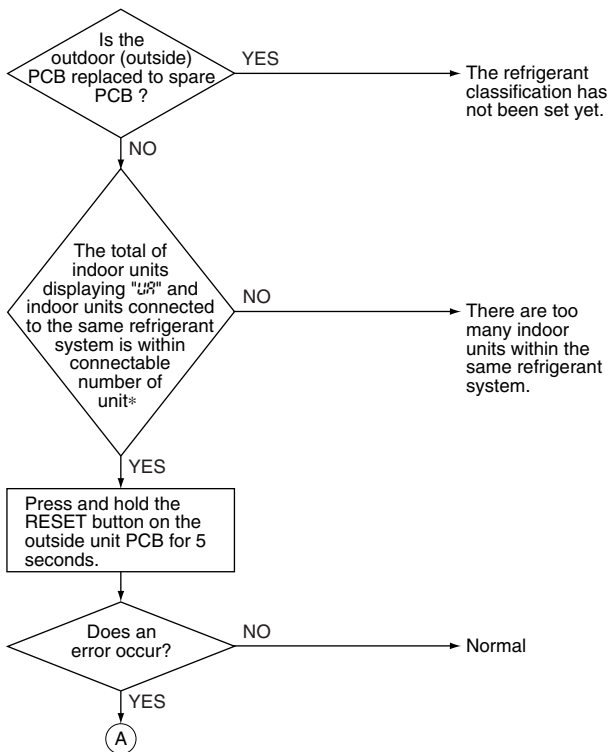 Is the
outdoor (outside)
PCB replaced to spare
PCB ?
YES
The refrigerant
classification has
not been set yet.
NO
The total of
indoor units
displaying "UA" and
indoor units connected
to the same refrigerant
system is within
connectable
number of
unit*
NO
There are too
many indoor
units within the
same refrigerant
system.
YES
Press and hold the
RESET button on the
outside unit PCB for 5
seconds.
Does an
error occur?
NO
Normal
YES
A